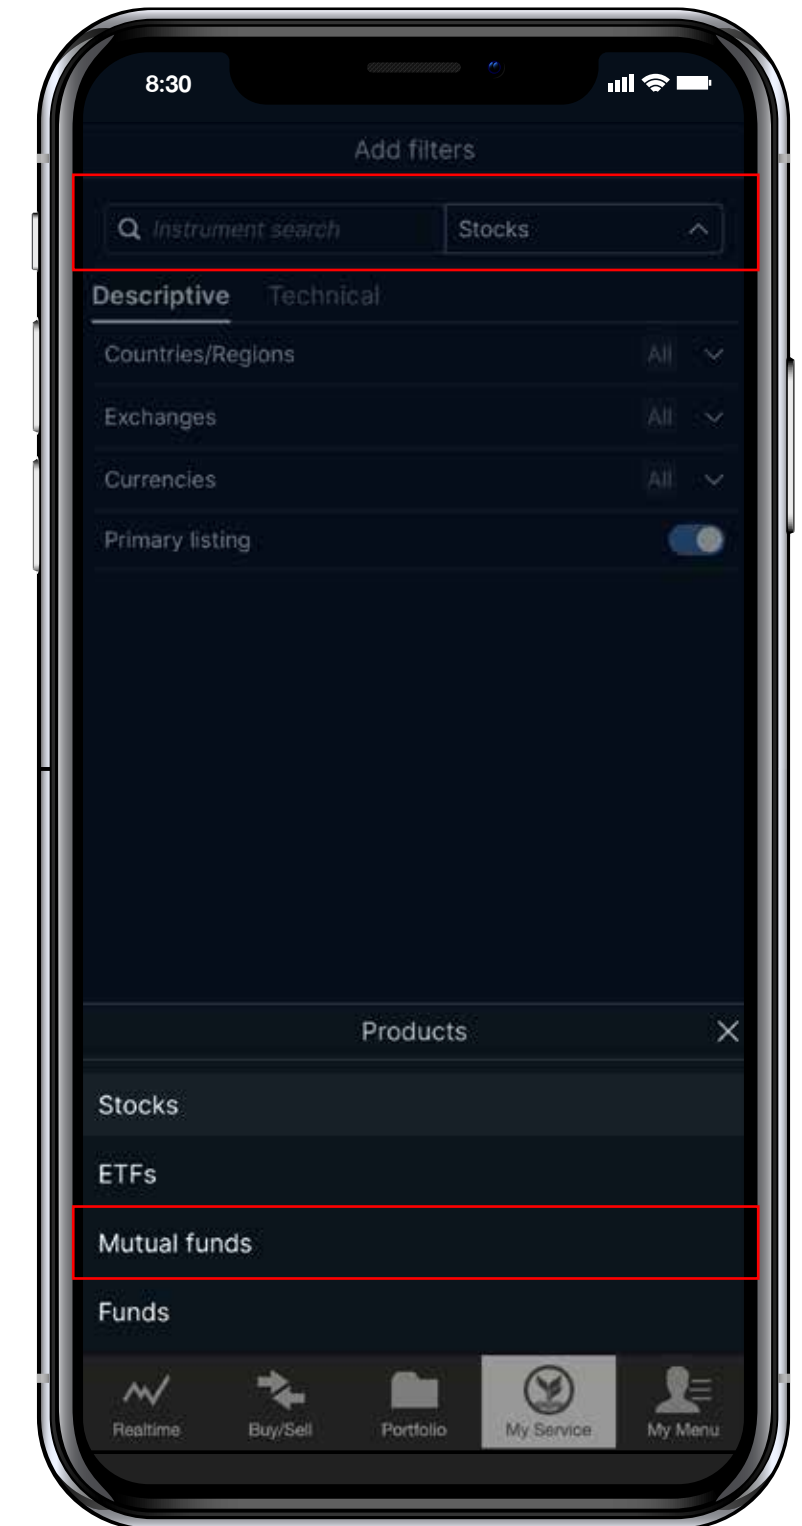 8:30
Add filters
Instrument search Stocks
Descriptive Technical
Countries/Regions All
Exchanges All
Currencies All
Primary listing
Products
Stocks
ETFs
Mutual funds
Funds
Realtime Buy/Sell Portfolio My Service My Menu